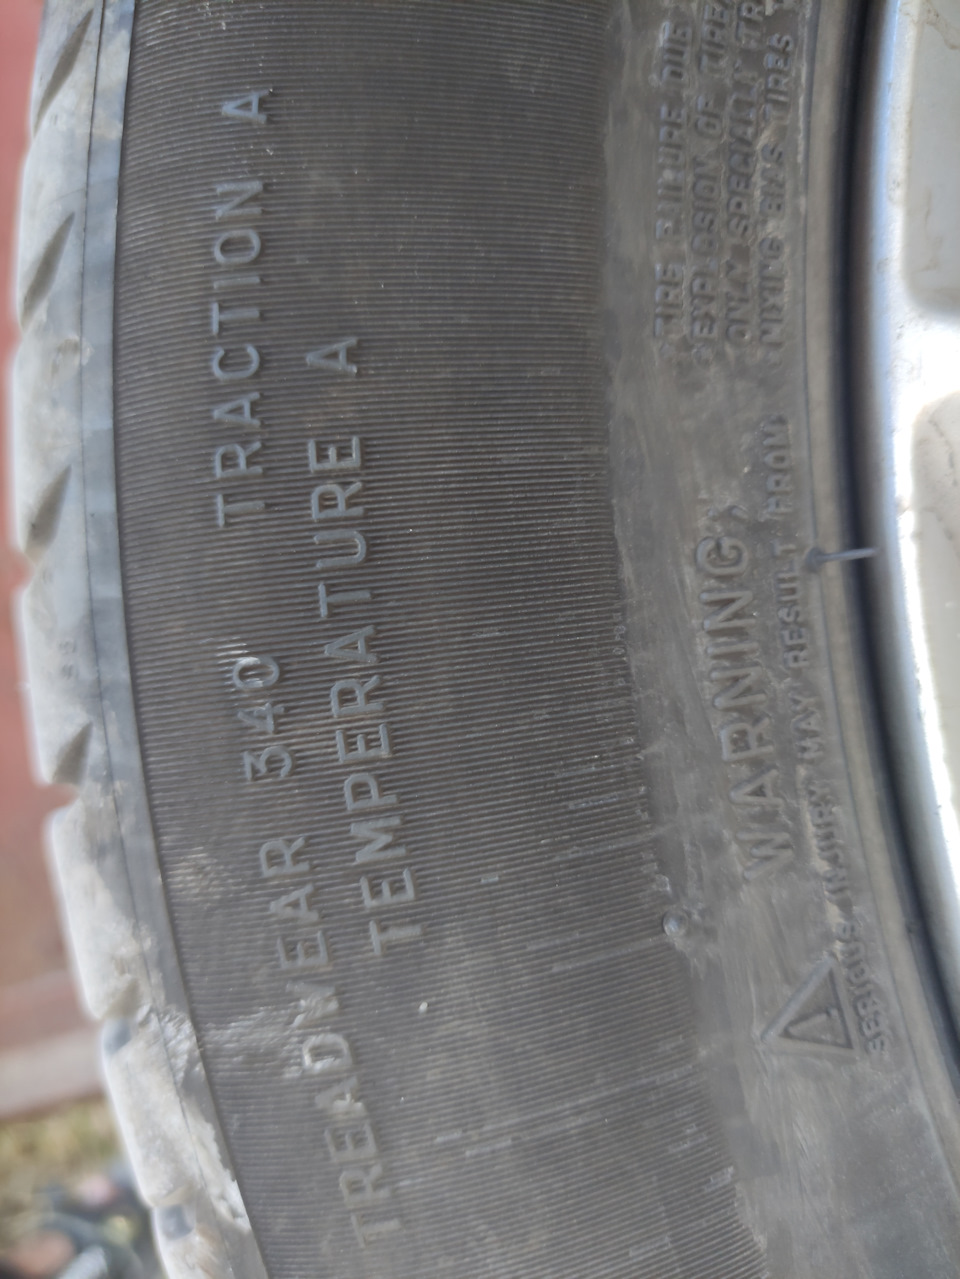 TREADWEAR 340 TRACTION A
TEMPERATURE A
WARNING
SERIOUS INJURY MAY RESULT FROM:
TIRE FAILURE DUE
EXPLOSION OF TIRE
ONLY SPECIALLY TR
MIXING BIAS TIRES